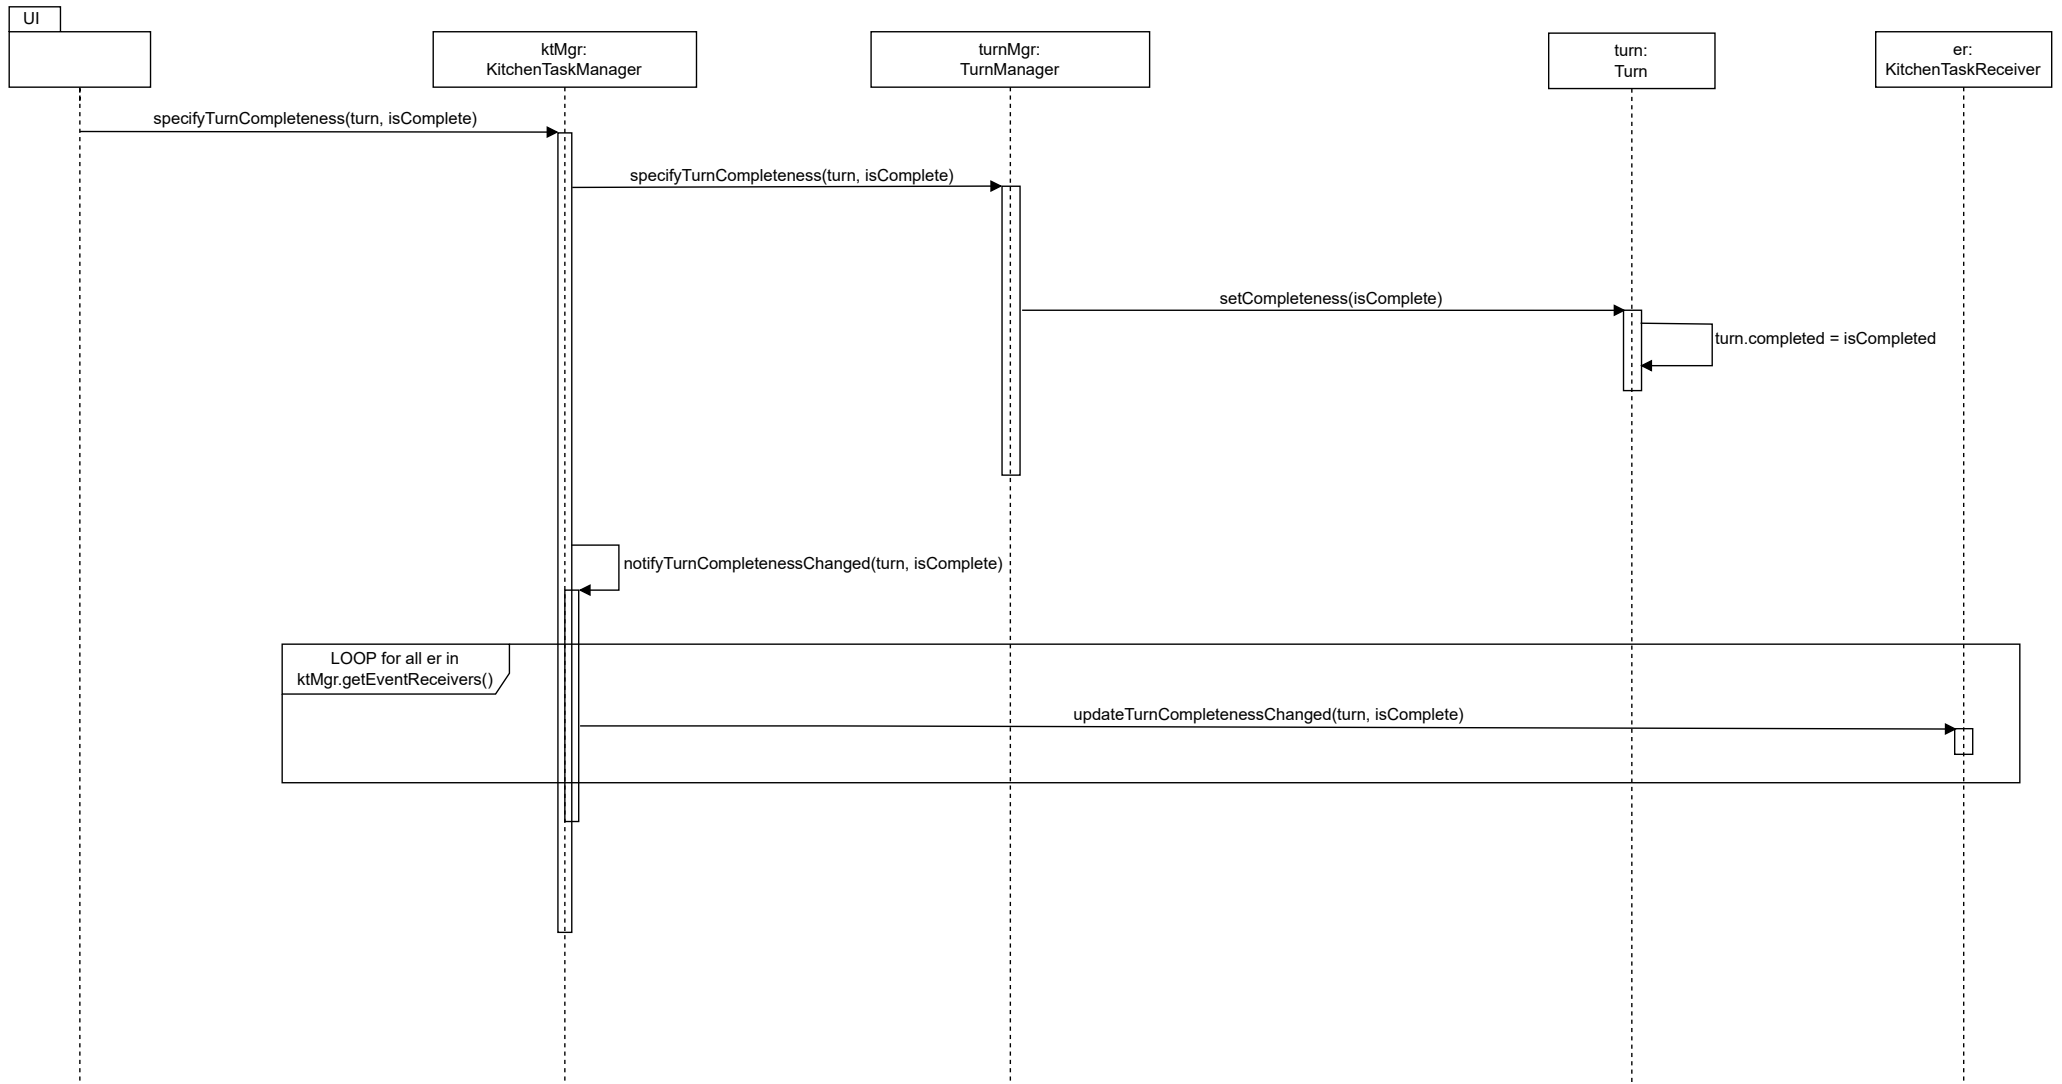 UI
ktMgr:
KitchenTaskManager
turnMgr:
TurnManager
turn:
Turn
er:
KitchenTaskReceiver
specifyTurnCompleteness(turn, isComplete)
specifyTurnCompleteness(turn, isComplete)
setCompleteness(isComplete)
turn.completed = isCompleted
notifyTurnCompletenessChanged(turn, isComplete)
LOOP for all er in
ktMgr.getEventReceivers()
updateTurnCompletenessChanged(turn, isComplete)